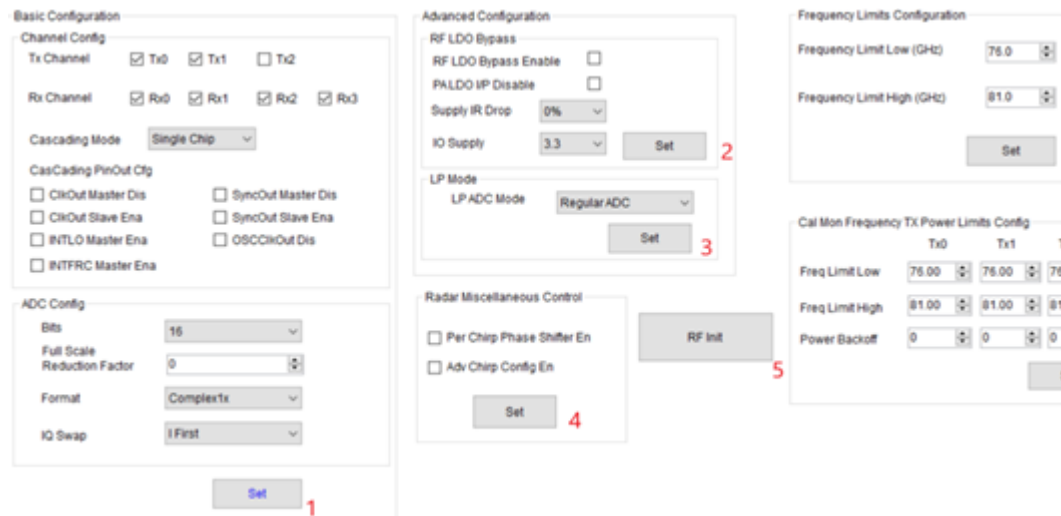 Basic Configuration
Channel Config
Tx Channel Tx0 Tx1 Tx2
Rx Channel Rx0 Rx1 Rx2 Rx3
Cascading Mode Single Chip
CasCading PinOut Cfg
ClkOut Master Dis SyncOut Master Dis
ClkOut Slave Ena SyncOut Slave Ena
INTLO Master Ena OSCClkOut Dis
INTFRC Master Ena
ADC Config
Bits 16
Full Scale
Reduction Factor 0
Format Complex1x
IQ Swap I First
Set 1
Advanced Configuration
RF LDO Bypass
RF LDO Bypass Enable
PA LDO I/P Disable
Supply IR Drop 0%
IO Supply 3.3 Set 2
LP Mode
LP ADC Mode Regular ADC
Set 3
Radar Miscellaneous Control
Per Chirp Phase Shifter En
Adv Chirp Config En
Set 4
RF Init 5
Frequency Limits Configuration
Frequency Limit Low (GHz) 76.0
Frequency Limit High (GHz) 81.0
Set
Cal Mon Frequency TX Power Limits Config
Tx0 Tx1
Freq Limit Low 76.00 76.00 76
Freq Limit High 81.00 81.00 81
Power Backoff 0 0 0